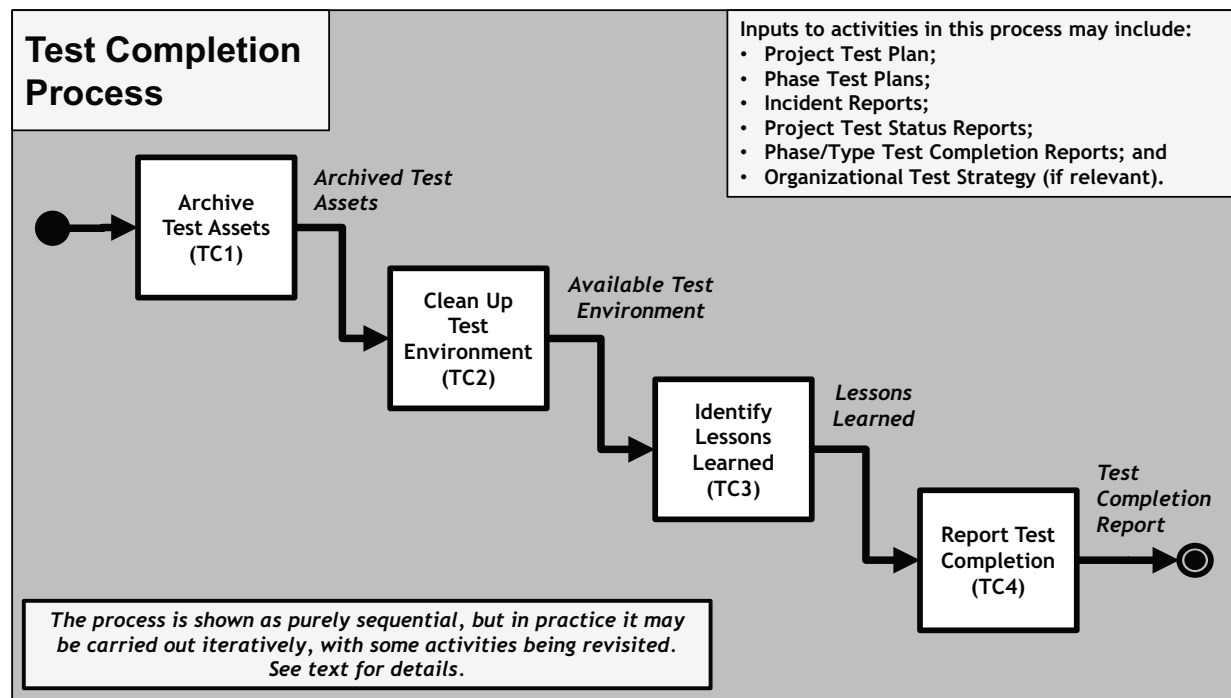 Test Completion
Process
Inputs to activities in this process may include:
• Project Test Plan;
• Phase Test Plans;
• Incident Reports;
• Project Test Status Reports;
• Phase/Type Test Completion Reports; and
• Organizational Test Strategy (if relevant).
Archive
Test Assets
(TC1)
Archived Test
Assets
Clean Up
Test
Environment
(TC2)
Available Test
Environment
Identify
Lessons
Learned
(TC3)
Lessons
Learned
Report Test
Completion
(TC4)
Test
Completion
Report
The process is shown as purely sequential, but in practice it may
be carried out iteratively, with some activities being revisited.
See text for details.